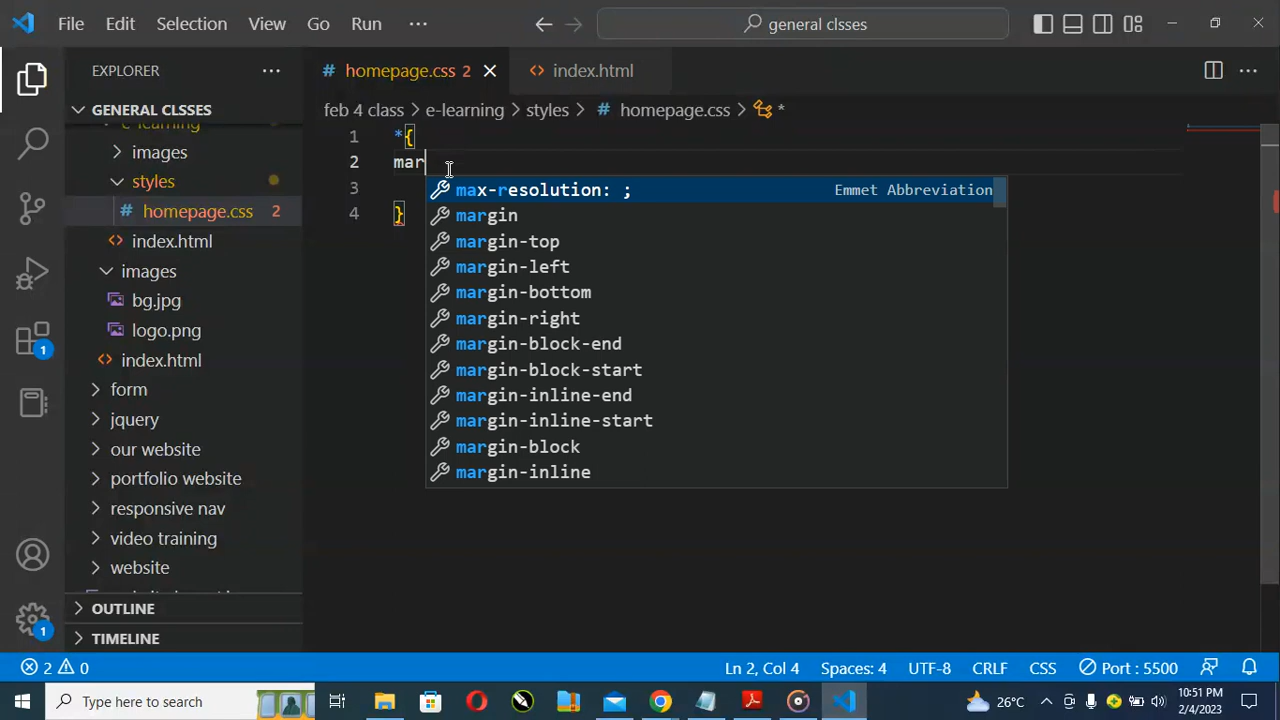 File Edit Selection View Go Run ··· general clsses
EXPLORER ···
GENERAL CLSSES
e-learning
images
styles
# homepage.css 2
index.html
images
bg.jpg
logo.png
index.html
form
jquery
our website
portfolio website
responsive nav
video training
website
OUTLINE
TIMELINE
1
1
# homepage.css 2 <> index.html
feb 4 class > e-learning > styles > # homepage.css > *
1 *{
2 mar
3
4 }
max-resolution: ; Emmet Abbreviation
margin
margin-top
margin-left
margin-bottom
margin-right
margin-block-end
margin-block-start
margin-inline-end
margin-inline-start
margin-block
margin-inline
2 0 Ln 2, Col 4 Spaces: 4 UTF-8 CRLF CSS Port : 5500
Type here to search 26°C 10:51 PM
2/4/2023